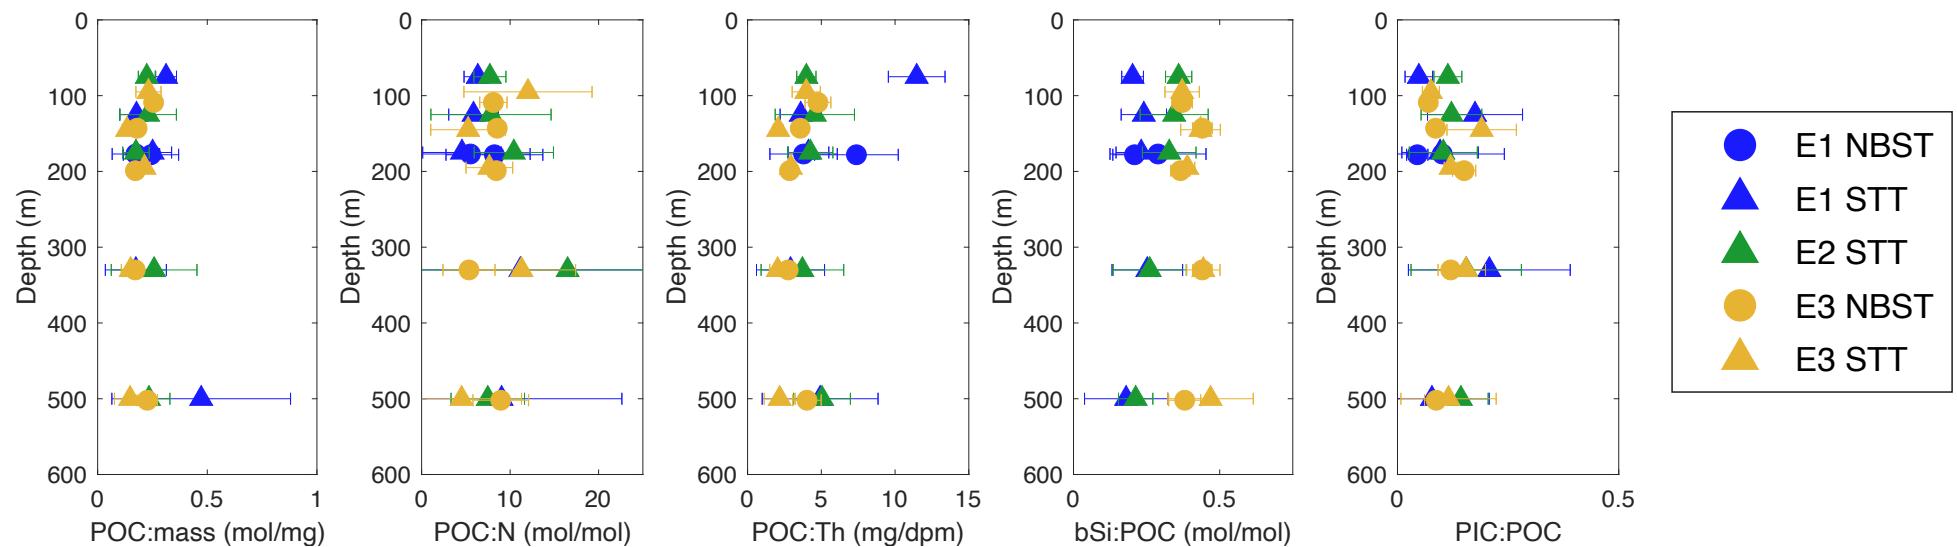 0
100
200
300
400
500
600
Depth (m)
0 0.5 1
POC:mass (mol/mg)
0
100
200
300
400
500
600
Depth (m)
0 10 20
POC:N (mol/mol)
0
100
200
300
400
500
600
Depth (m)
0 5 10 15
POC:Th (mg/dpm)
0
100
200
300
400
500
600
Depth (m)
0 0.5
bSi:POC (mol/mol)
0
100
200
300
400
500
600
Depth (m)
0 0.5
PIC:POC
E1 NBST
E1 STT
E2 STT
E3 NBST
E3 STT